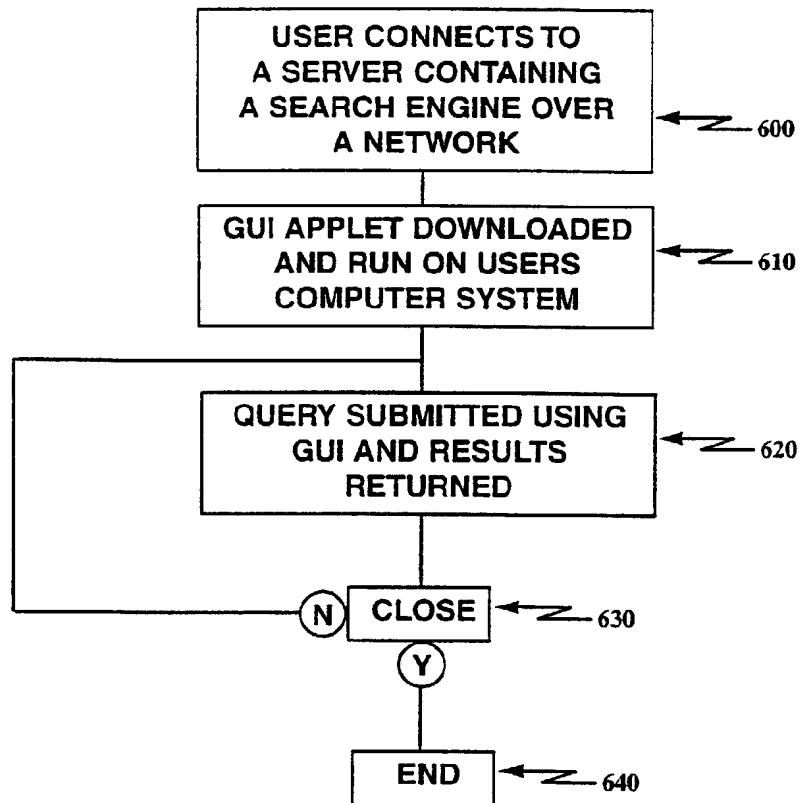 USER CONNECTS TO
A SERVER CONTAINING
A SEARCH ENGINE OVER
A NETWORK
600
GUI APPLET DOWNLOADED
AND RUN ON USERS
COMPUTER SYSTEM
610
QUERY SUBMITTED USING
GUI AND RESULTS
RETURNED
620
N
CLOSE
630
Y
END
640